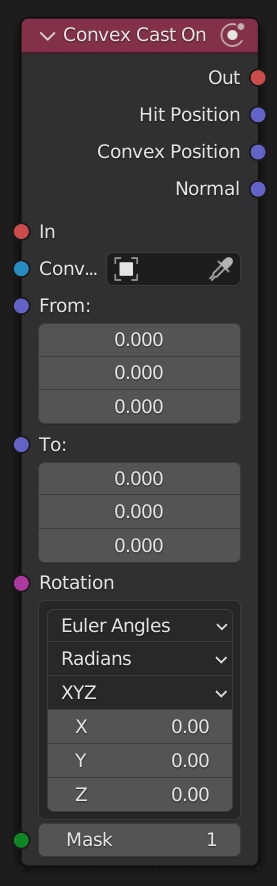 Convex Cast On
Out
Hit Position
Convex Position
Normal
In
Conv...
From:
0.000
0.000
0.000
To:
0.000
0.000
0.000
Rotation
Euler Angles
Radians
XYZ
X 0.00
Y 0.00
Z 0.00
Mask 1